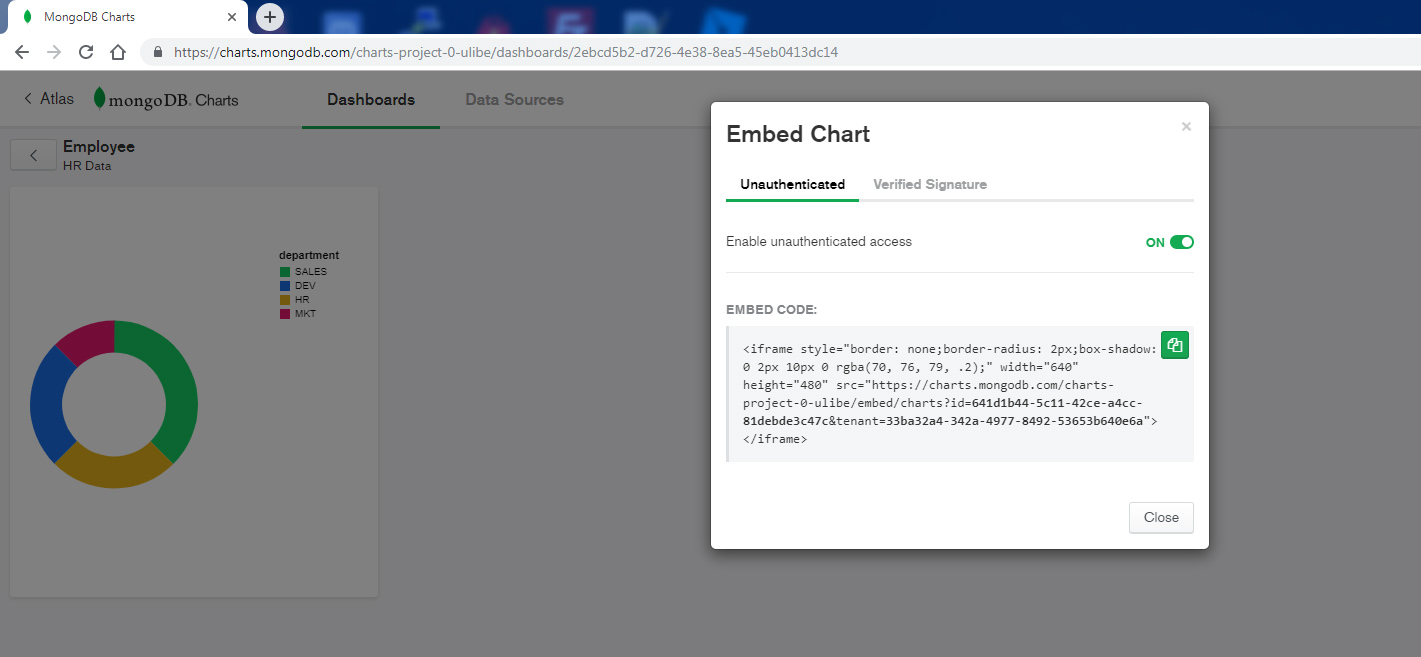 MongoDB Charts
https://charts.mongodb.com/charts-project-0-ulibe/dashboards/2ebcd5b2-d726-4e38-8ea5-45eb0413dc14
Atlas
mongoDB. Charts
Dashboards
Data Sources
Employee
HR Data
department
SALES
DEV
HR
MKT
Embed Chart
×
Unauthenticated
Verified Signature
Enable unauthenticated access
ON
EMBED CODE:
<iframe style="border: none;border-radius: 2px;box-shadow:
0 2px 10px 0 rgba(70, 76, 79, .2);" width="640"
height="480" src="https://charts.mongodb.com/charts-
project-0-ulibe/embed/charts?id=641d1b44-5c11-42ce-a4cc-
81debde3c47c&tenant=33ba32a4-342a-4977-8492-53653b640e6a">
</iframe>
Close